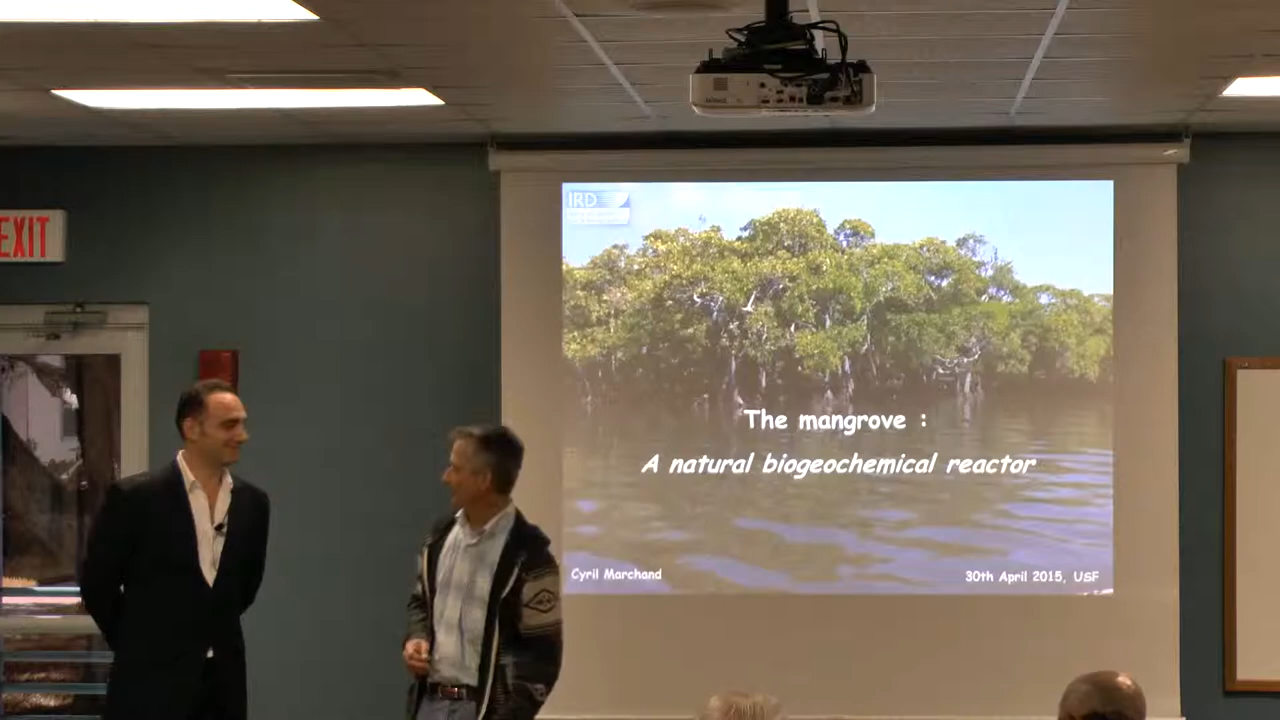 EXIT
IRD
The mangrove :
A natural biogeochemical reactor
Cyril Marchand
30th April 2015, USF